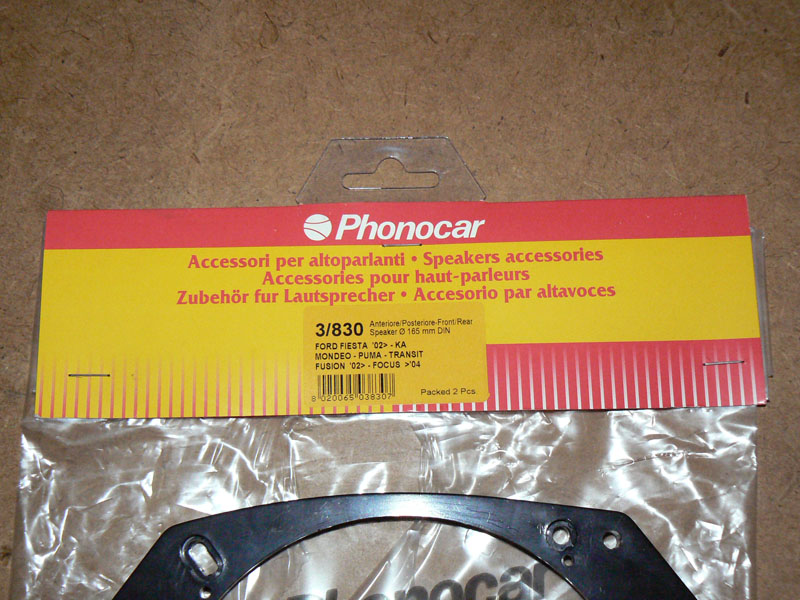 Phonocar
Accessori per altoparlanti • Speakers accessories
Accessories pour haut-parleurs
Zubehör fur Lautsprecher • Accesorio par altavoces
3/830 Anteriore/Posteriore-Front/Rear
Speaker Ø 165 mm DIN
FORD FIESTA '02> - KA
MONDEO - PUMA - TRANSIT
FUSION '02> - FOCUS >'04
8 020065 038307
Packed 2 Pcs.
Phonocar